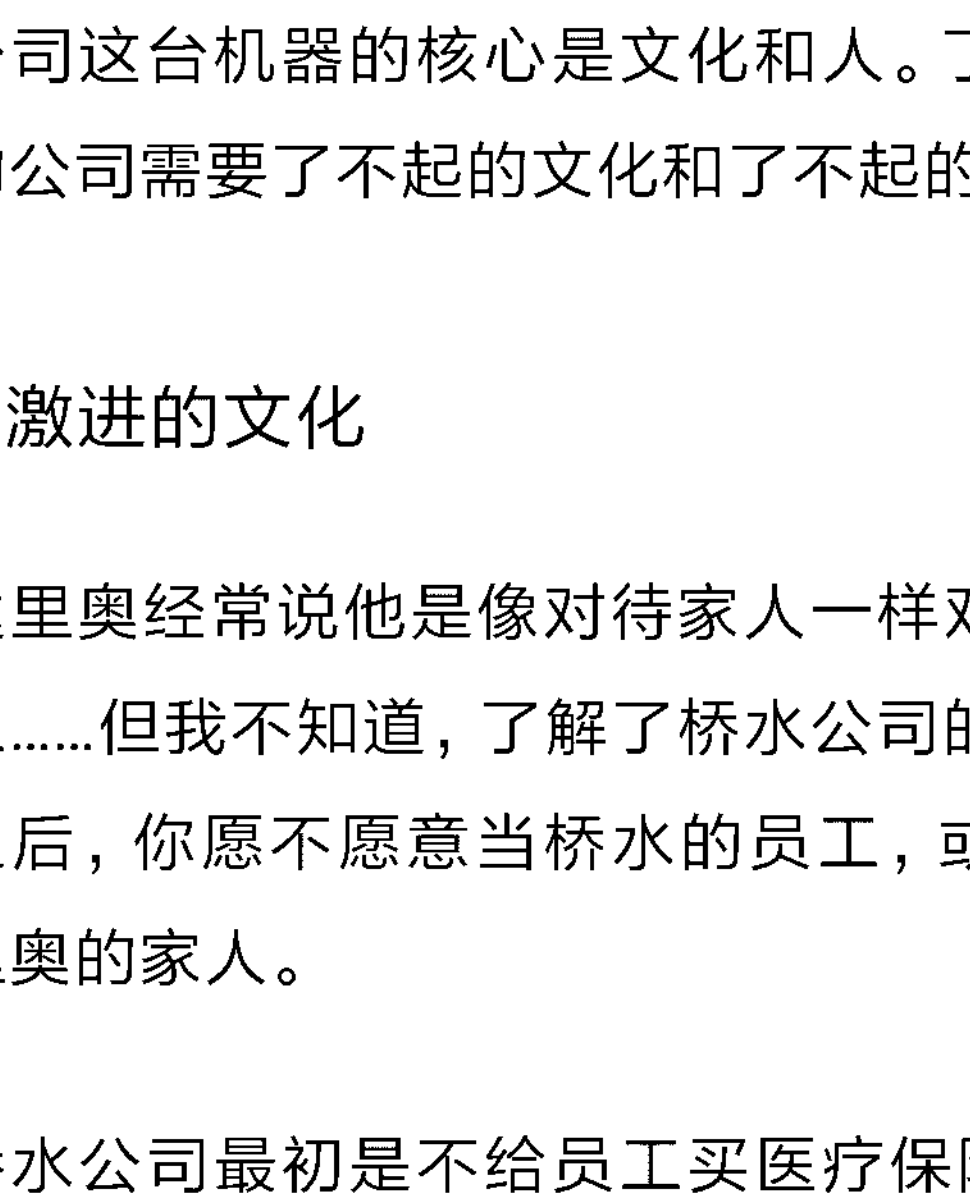 司这台机器的核心是文化和人。
公司需要了不起的文化和了不起的
激进的文化
里奥经常说他是像对待家人一样
……但我不知道，了解了桥水公司的
后，你愿不愿意当桥水的员工，或
奥的家人。
水公司最初是不给员工买医疗保